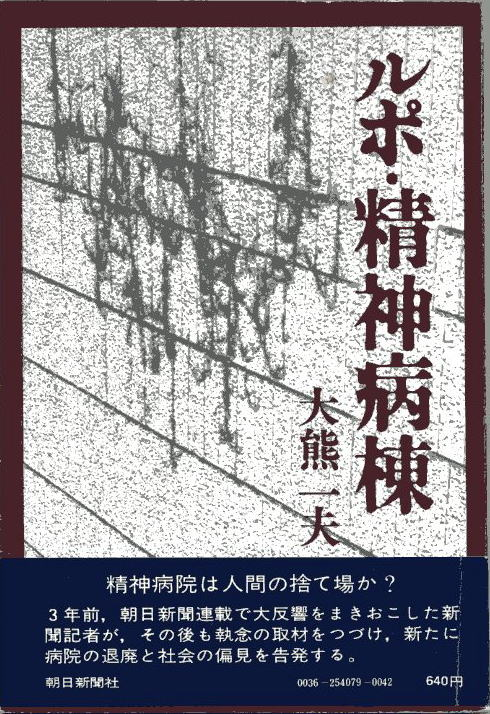 ルポ・精神病棟
大熊一夫
精神病院は人間の捨て場か？
３年前，朝日新聞連載で大反響をまきおこした新
聞記者が，その後も執念の取材をつづけ，新たに
病院の退廃と社会の偏見を告発する。
朝日新聞社 0036-254079-0042 640円